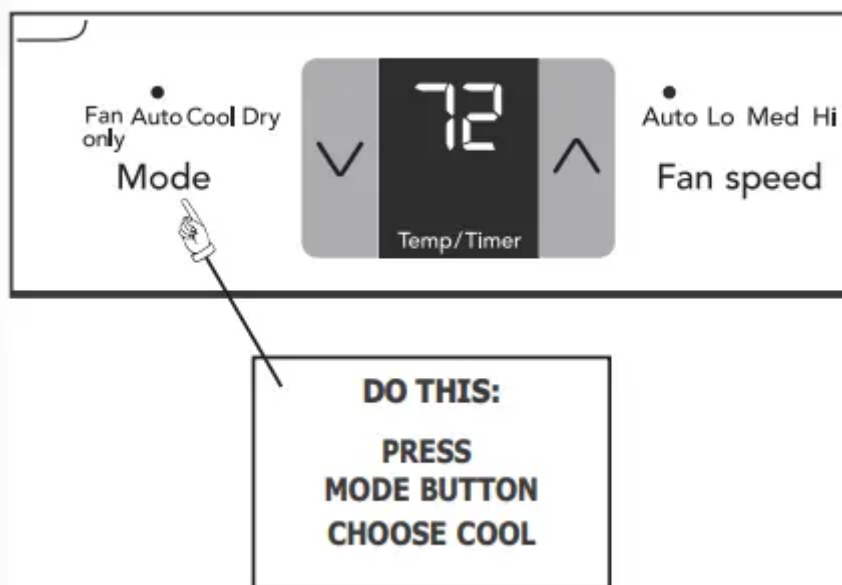 Fan Auto Cool Dry
only
Mode
72
Temp/Timer
Auto Lo Med Hi
Fan speed
DO THIS:
PRESS
MODE BUTTON
CHOOSE COOL